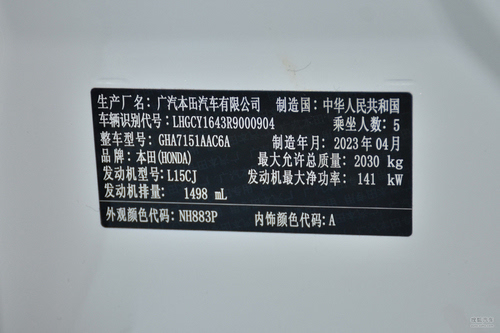 生产厂名: 广汽本田汽车有限公司 制造国: 中华人民共和国
车辆识别代号: LHGCY1643R9000904 乘坐人数: 5
整车型号: GHA7151AAC6A 制造年月: 2023年04月
品牌: 本田(HONDA) 最大允许总质量: 2030 kg
发动机型号: L15CJ 发动机最大净功率: 141 kW
发动机排量: 1498 mL
外观颜色代码: NH883P 内饰颜色代码: A